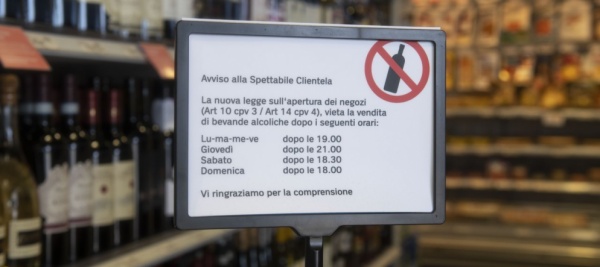 Avviso alla Spettabile Clientela
La nuova legge sull'apertura dei negozi
(Art 10 cpv 3 / Art 14 cpv 4), vieta la vendita
di bevande alcoliche dopo i seguenti orari:
Lu-ma-me-ve dopo le 19.00
Giovedì dopo le 21.00
Sabato dopo le 18.30
Domenica dopo le 18.00
Vi ringraziamo per la comprensione